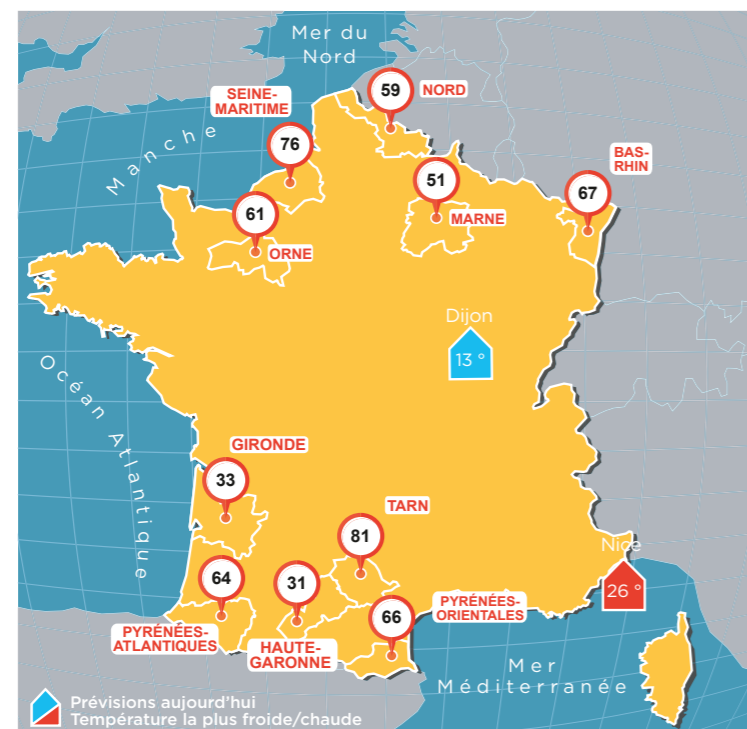 Mer du
Nord
59
NORD
SEINE-
MARITIME
76
Manche
51
MARNE
BAS-
RHIN
67
61
ORNE
Dijon
13 °
Océan Atlantique
GIRONDE
33
TARN
81
Nice
26 °
64
PYRÉNÉES-
ATLANTIQUES
31
HAUTE-
GARONNE
66
PYRÉNÉES-
ORIENTALES
Mer
Méditerranée
Prévisions aujourd'hui
Température la plus froide/chaude